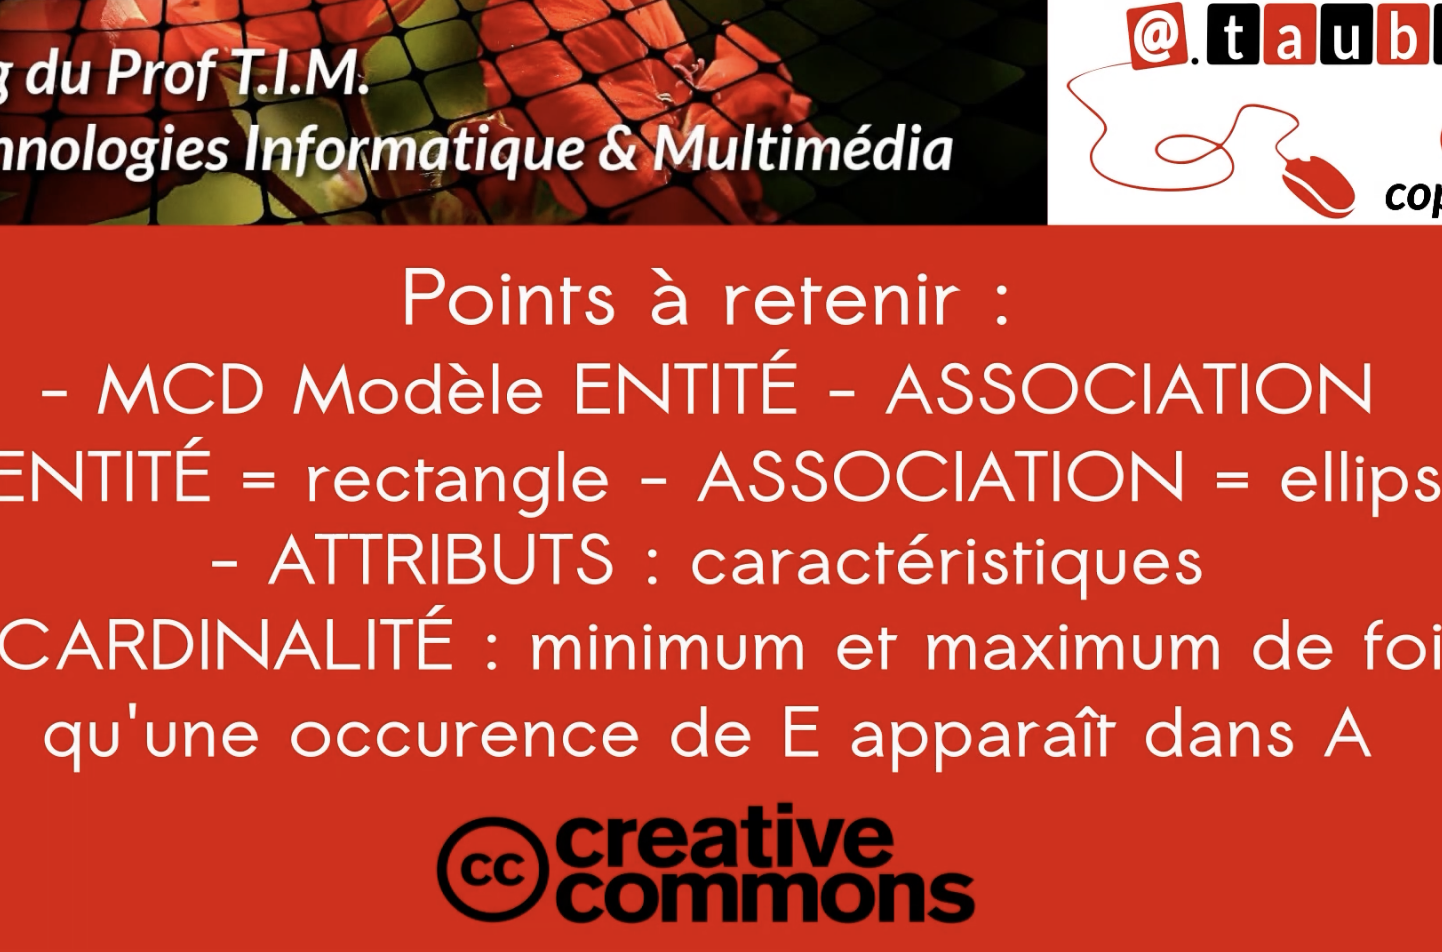 g du Prof T.I.M.
hnologies Informatique & Multimédia
@.taub
cop
Points à retenir :
- MCD Modèle ENTITÉ - ASSOCIATION
ENTITÉ = rectangle - ASSOCIATION = ellips
- ATTRIBUTS : caractéristiques
CARDINALITÉ : minimum et maximum de foi
qu'une occurence de E apparaît dans A
cc creative
commons